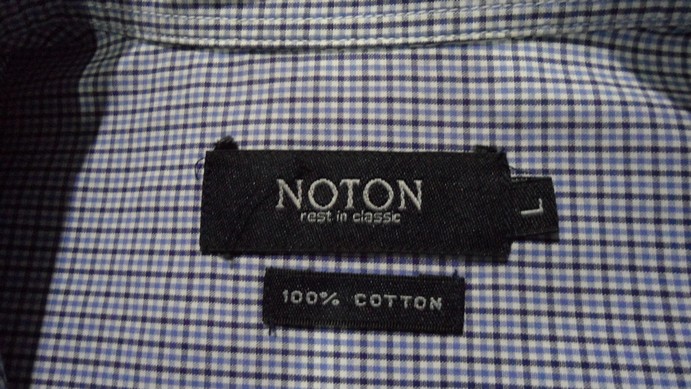 NOTON
rest in classic
L
100% COTTON